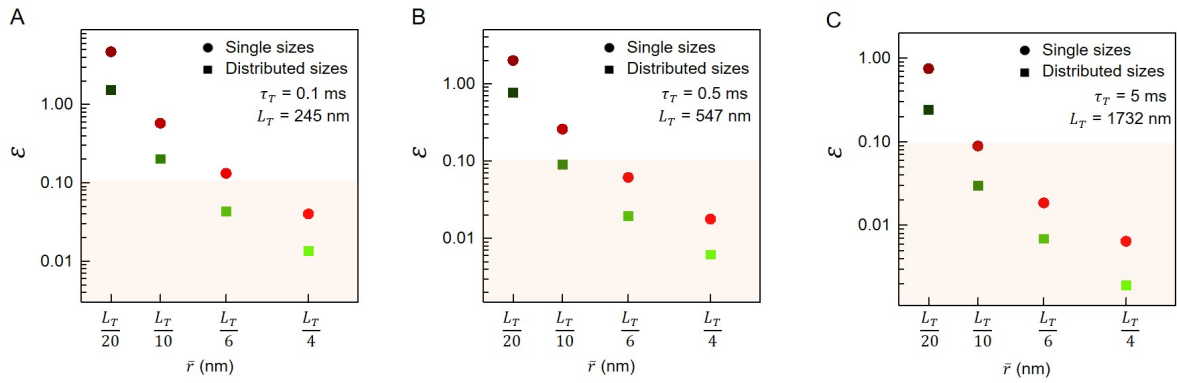 A
Single sizes
Distributed sizes
τ_T = 0.1 ms
L_T = 245 nm
1.00
0.10
0.01
ε
L_T/20 L_T/10 L_T/6 L_T/4
r̄ (nm)
B
Single sizes
Distributed sizes
τ_T = 0.5 ms
L_T = 547 nm
1.00
0.10
0.01
ε
L_T/20 L_T/10 L_T/6 L_T/4
r̄ (nm)
C
Single sizes
Distributed sizes
τ_T = 5 ms
L_T = 1732 nm
1.00
0.10
0.01
ε
L_T/20 L_T/10 L_T/6 L_T/4
r̄ (nm)